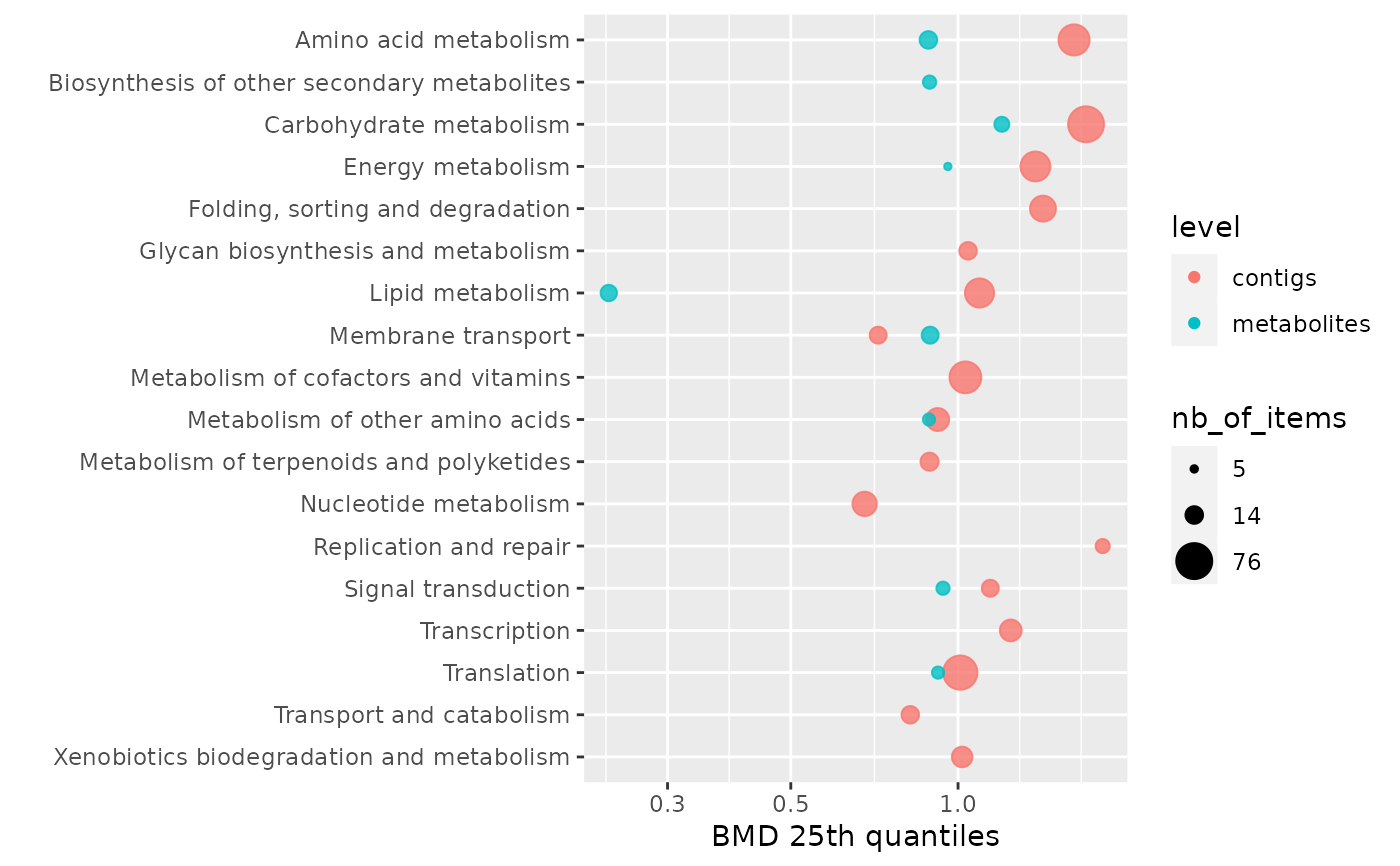 Amino acid metabolism
Biosynthesis of other secondary metabolites
Carbohydrate metabolism
Energy metabolism
Folding, sorting and degradation
Glycan biosynthesis and metabolism
Lipid metabolism
Membrane transport
Metabolism of cofactors and vitamins
Metabolism of other amino acids
Metabolism of terpenoids and polyketides
Nucleotide metabolism
Replication and repair
Signal transduction
Transcription
Translation
Transport and catabolism
Xenobiotics biodegradation and metabolism
0.3 0.5 1.0
BMD 25th quantiles
level
contigs
metabolites
nb_of_items
5
14
76